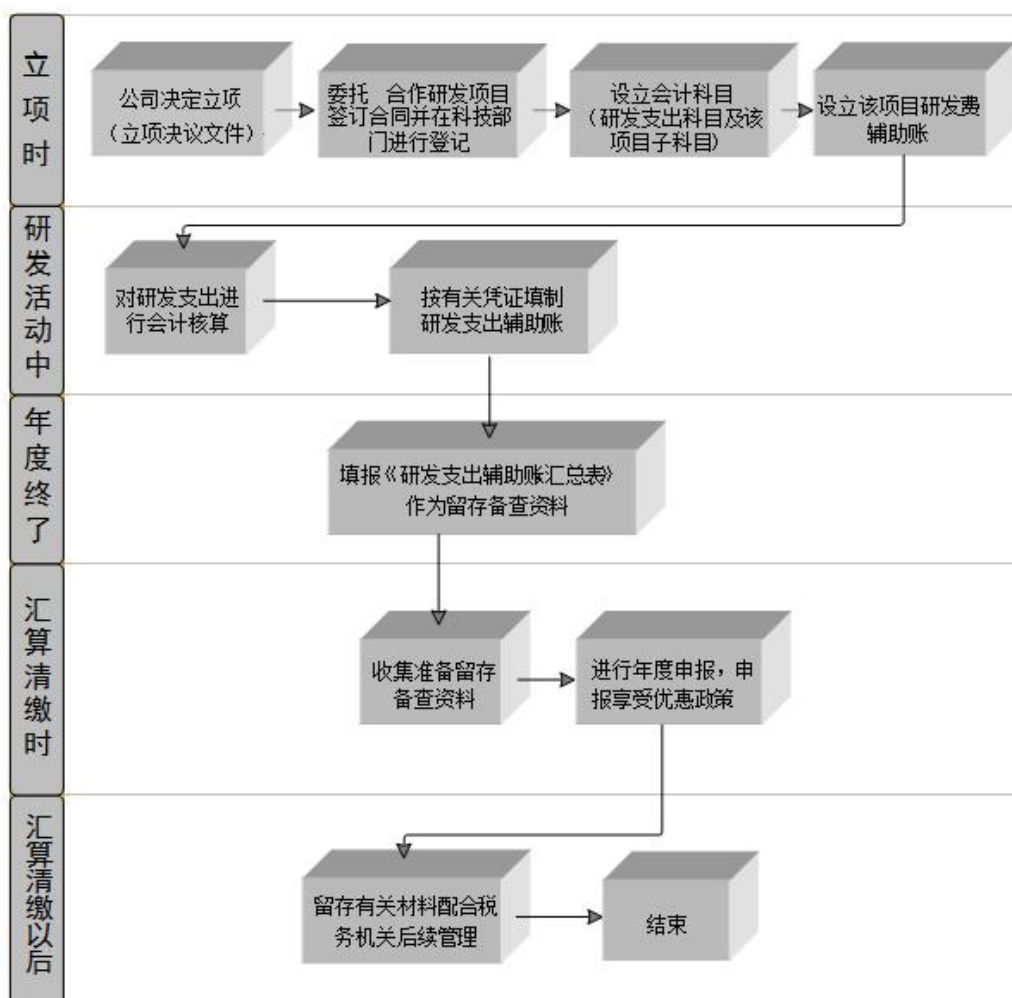 立项时
公司决定立项
（立项决议文件）
委托 合作研发项目
签订合同并在科技部
门进行登记
设立会计科目
（研发支出科目及该
项目子科目）
设立该项目研发费
辅助账
研发活动中
对研发支出进
行会计核算
按有关凭证填制
研发支出辅助账
年度终了
填报《研发支出辅助账汇总表》
作为留存备查资料
汇算清缴时
收集准备留存
备查资料
进行年度申报，申
报享受优惠政策
汇算清缴以后
留存有关材料配合税
务机关后续管理
结束